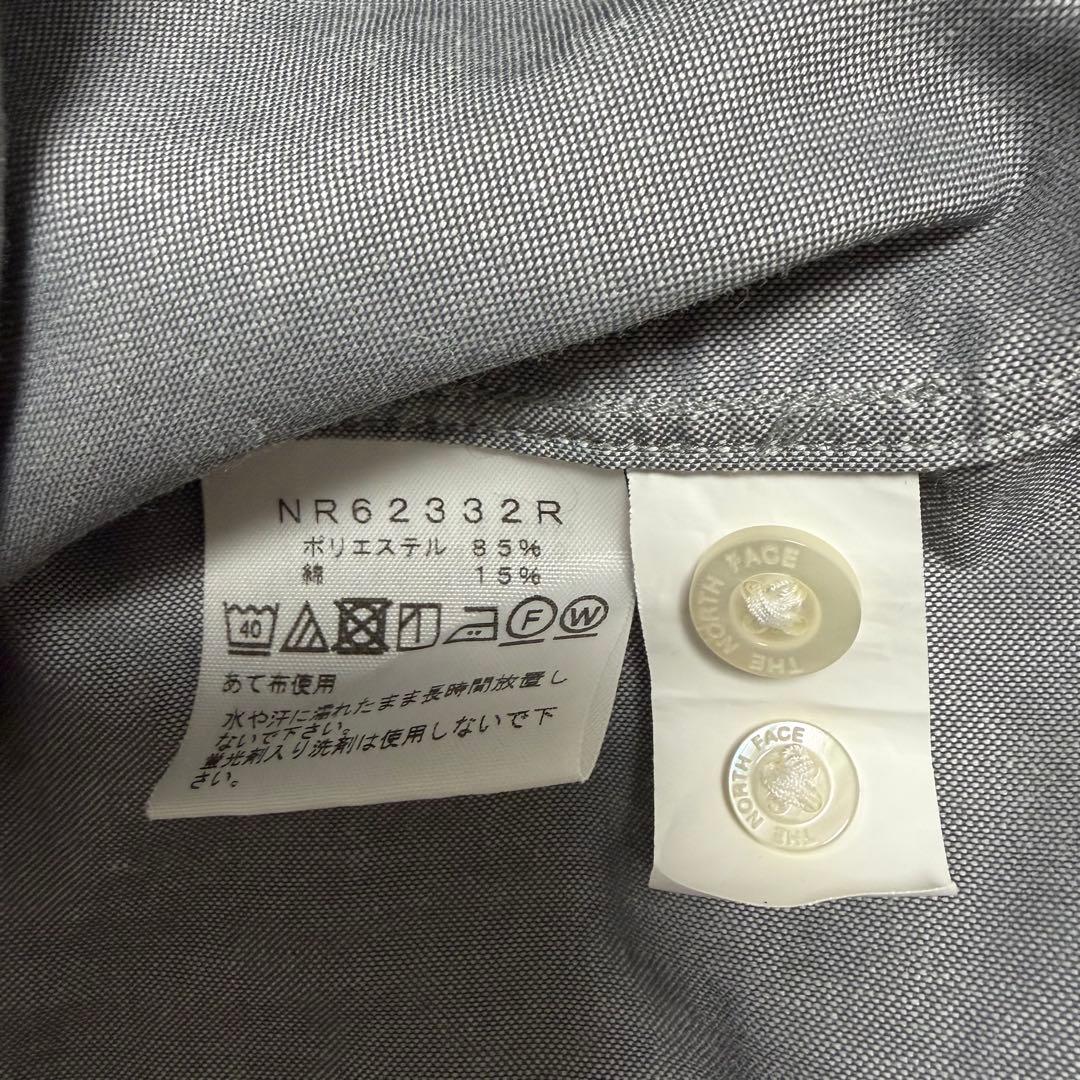 NR62332R
ポリエステル 85%
綿 15%
40
F
W
あて布使用
水や汗に濡れたまま長時間放置し
ないで下さい。
蛍光剤入り洗剤は使用しないで下
さい。
THE NORTH FACE
THE NORTH FACE